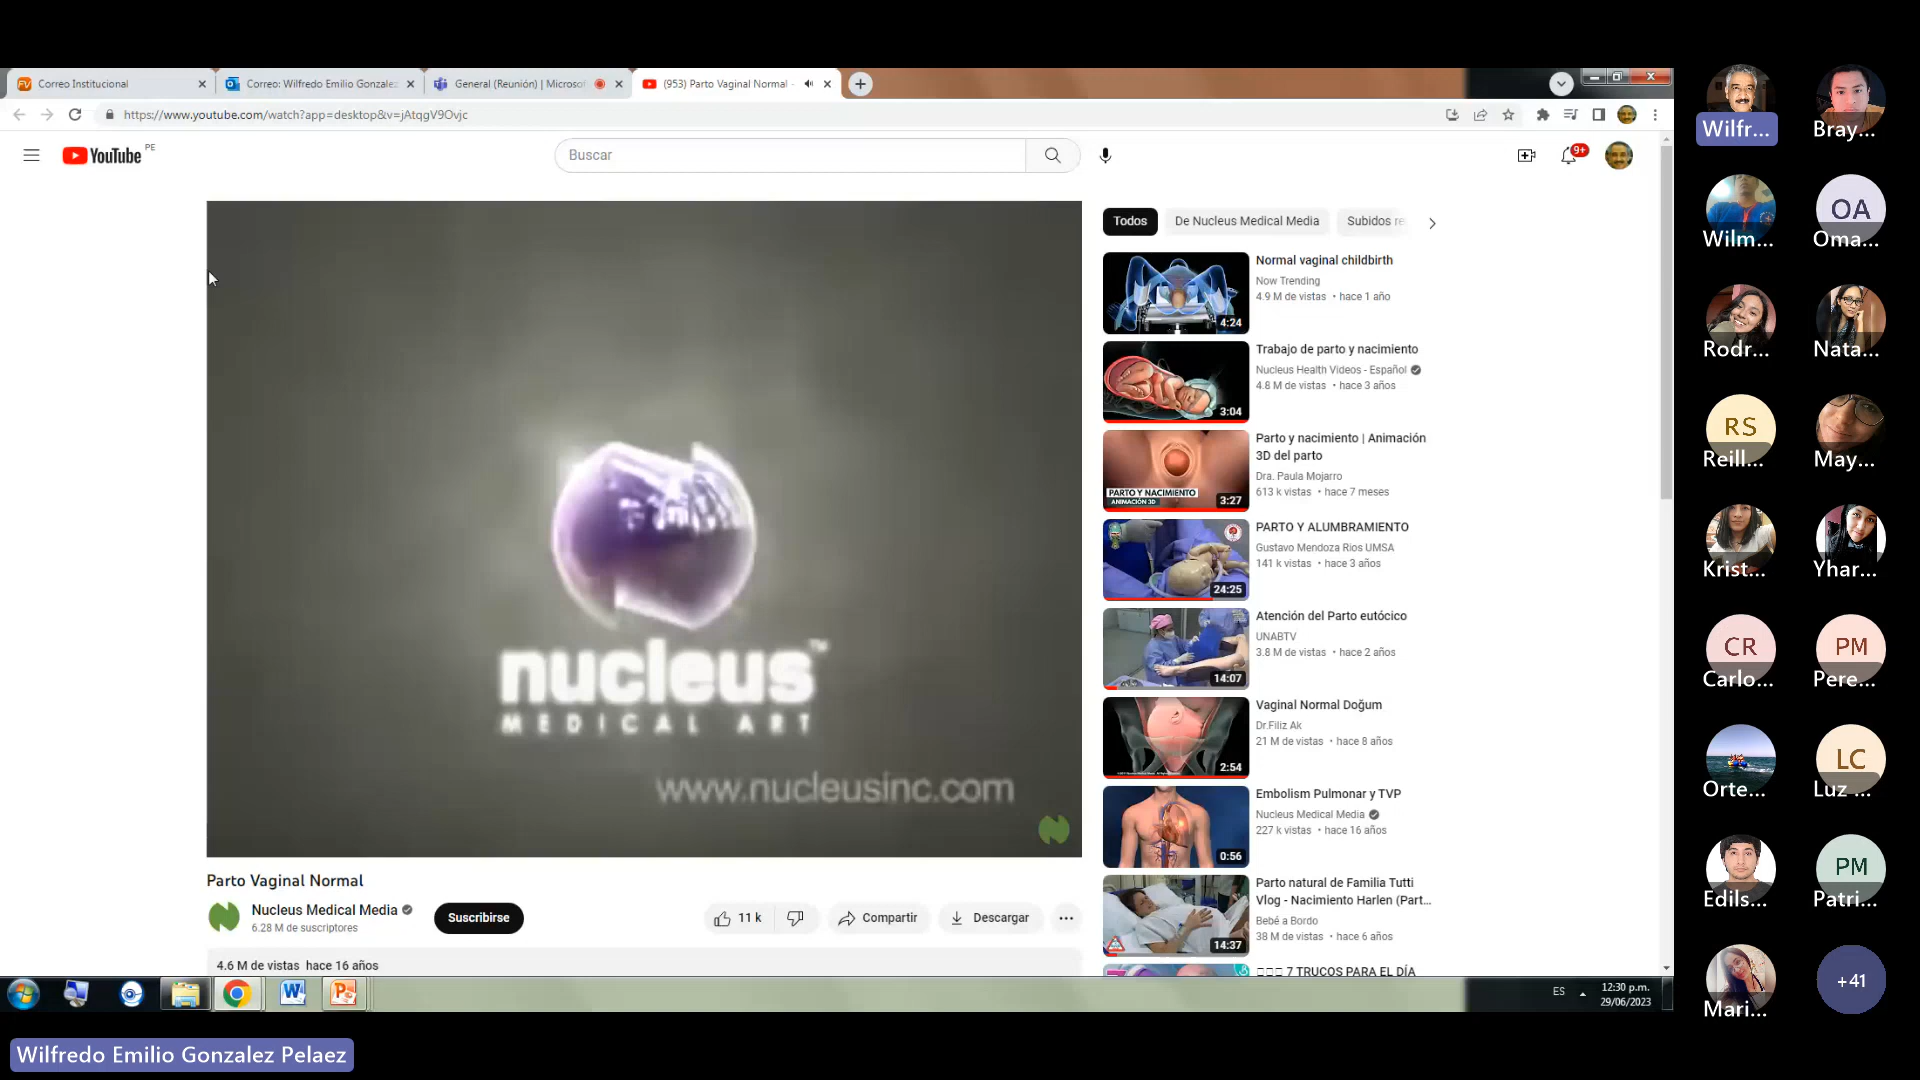 Correo Institucional
Correo: Wilfredo Emilio Gonzalez
General (Reunión) | Microso
(953) Parto Vaginal Normal -
https://www.youtube.com/watch?app=desktop&v=jAtqgV9Ovjc
YouTube PE
Buscar
9+
Todos
De Nucleus Medical Media
Subidos re
nucleus™
MEDICAL ART
www.nucleusinc.com
Normal vaginal childbirth
Now Trending
4.9 M de vistas • hace 1 año
4:24
Trabajo de parto y nacimiento
Nucleus Health Videos - Español
4.8 M de vistas • hace 3 años
3:04
Parto y nacimiento | Animación
3D del parto
Dra. Paula Mojarro
613 k vistas • hace 7 meses
PARTO Y NACIMIENTO
ANIMACIÓN 3D
3:27
PARTO Y ALUMBRAMIENTO
Gustavo Mendoza Rios UMSA
141 k vistas • hace 3 años
24:25
Atención del Parto eutócico
UNABTV
3.8 M de vistas • hace 2 años
14:07
Vaginal Normal Doğum
Dr.Filiz Ak
21 M de vistas • hace 8 años
2:54
Embolism Pulmonar y TVP
Nucleus Medical Media
227 k vistas • hace 16 años
0:56
Parto natural de Familia Tutti
Vlog - Nacimiento Harlen (Part...
Bebé a Bordo
38 M de vistas • hace 6 años
14:37
7 TRUCOS PARA EL DÍA
Parto Vaginal Normal
Nucleus Medical Media
6.28 M de suscriptores
Suscribirse
11 k
Compartir
Descargar
4.6 M de vistas hace 16 años
ES
12:30 p.m.
29/06/2023
Wilfredo Emilio Gonzalez Pelaez
Wilfr...
Bray...
Wilm...
OA
Oma...
Rodr...
Nata...
RS
Reill...
May...
Krist...
Yhar...
CR
Carlo...
PM
Pere...
Orte...
LC
Luz ...
Edils...
PM
Patri...
Mari...
+41